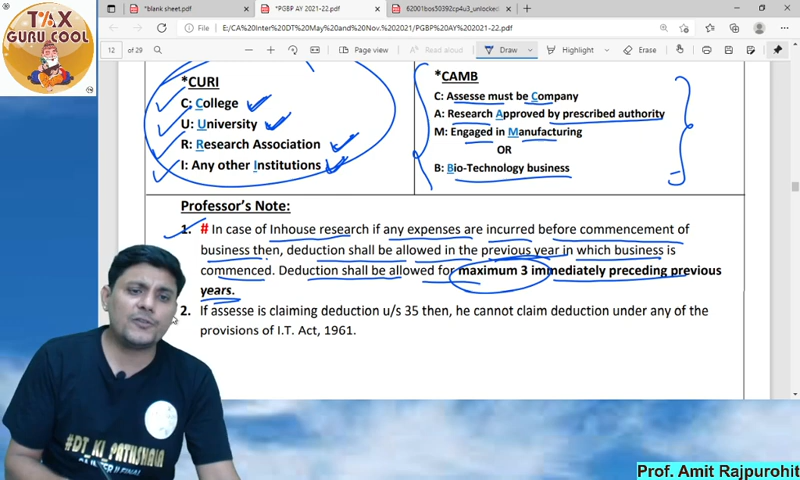 TAX
GURU COOL
*blank sheet.pdf
*PGBP AY 2021-22.pdf
62001bos50392cp4u3_unlocked
E:/CA%20Inter%20DT%20May%20and%20Nov.%202021/PGBP%20AY%202021-22.pdf
12 of 29
Page view
Read aloud
Draw
Highlight
Erase
*CURI
C: College
U: University
R: Research Association
I: Any other Institutions
*CAMB
C: Assesse must be Company
A: Research Approved by prescribed authority
M: Engaged in Manufacturing
OR
B: Bio-Technology business
Professor's Note:
1. # In case of Inhouse research if any expenses are incurred before commencement of
business then, deduction shall be allowed in the previous year in which business is
commenced. Deduction shall be allowed for maximum 3 immediately preceding previous
years.
2. If assesse is claiming deduction u/s 35 then, he cannot claim deduction under any of the
provisions of I.T. Act, 1961.
#DT KI PATHSHALA
Prof. Amit Rajpurohit